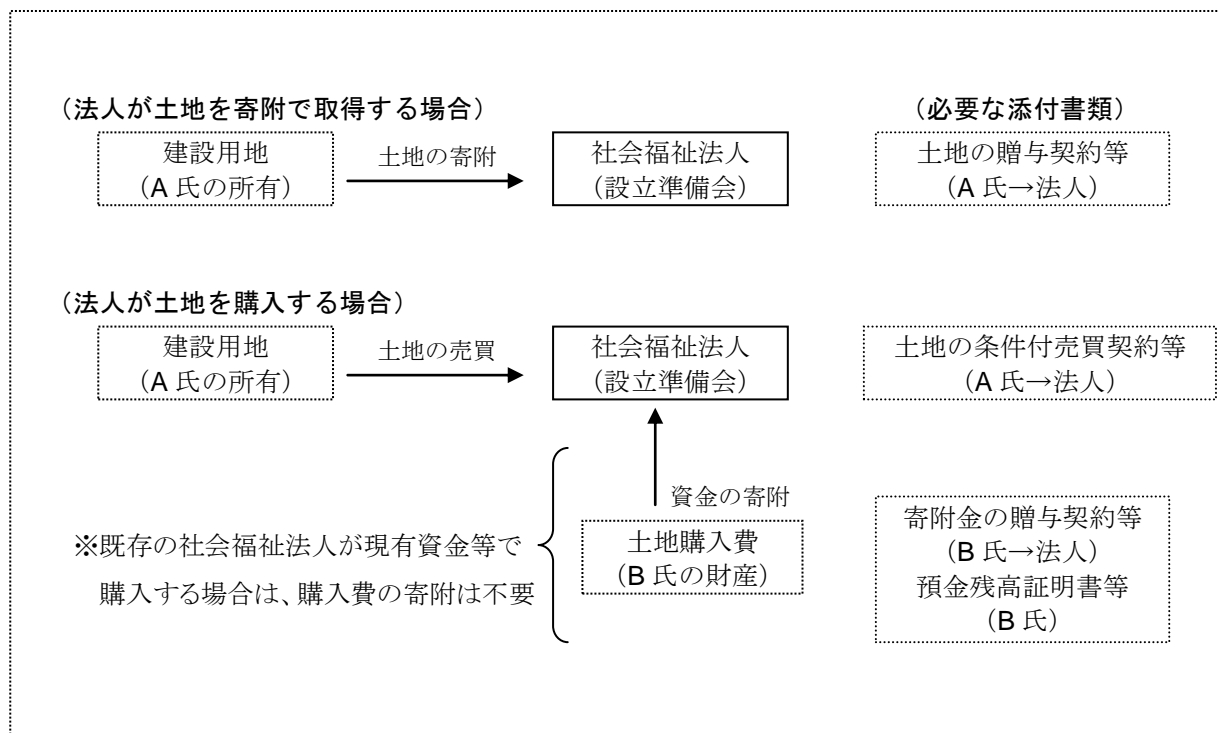 （法人が土地を寄附で取得する場合）
（必要な添付書類）
建設用地
（A 氏の所有）
土地の寄附
社会福祉法人
（設立準備会）
土地の贈与契約等
（A 氏→法人）
（法人が土地を購入する場合）
建設用地
（A 氏の所有）
土地の売買
社会福祉法人
（設立準備会）
土地の条件付売買契約等
（A 氏→法人）
資金の寄附
※既存の社会福祉法人が現有資金等で
購入する場合は、購入費の寄附は不要
土地購入費
（B 氏の財産）
寄附金の贈与契約等
（B 氏→法人）
預金残高証明書等
（B 氏）